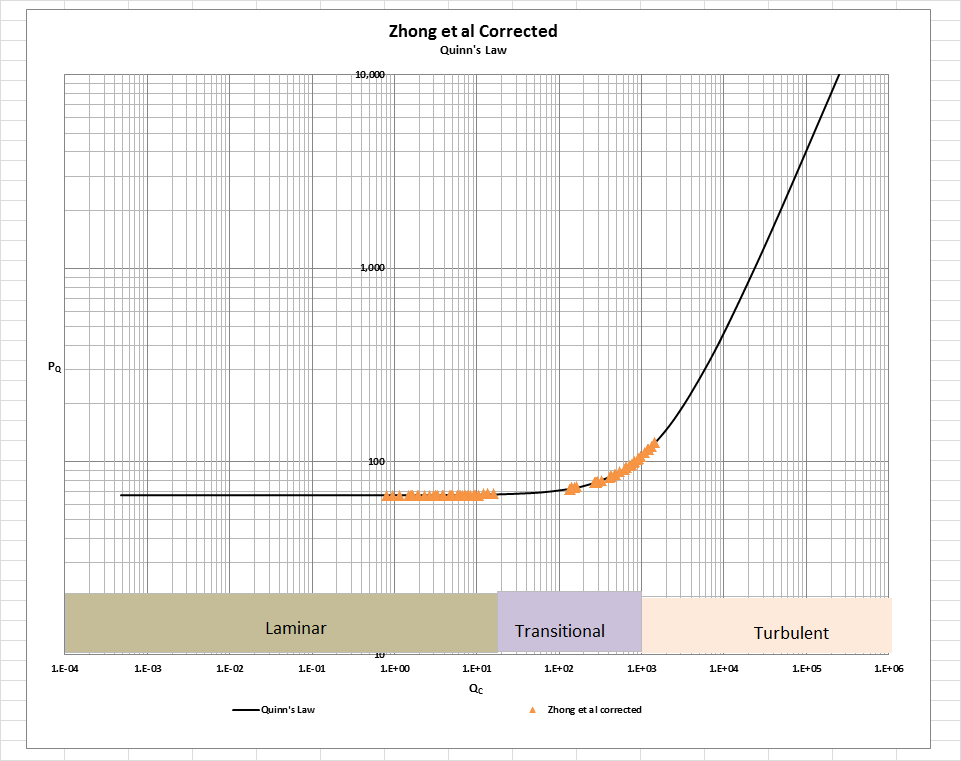 Zhong et al Corrected
Quinn's Law
10,000
1,000
P_Q
100
Laminar
Transitional
Turbulent
10
1.E-04 1.E-03 1.E-02 1.E-01 1.E+00 1.E+01 1.E+02 1.E+03 1.E+04 1.E+05 1.E+06
Q_C
Quinn's Law Zhong et al corrected